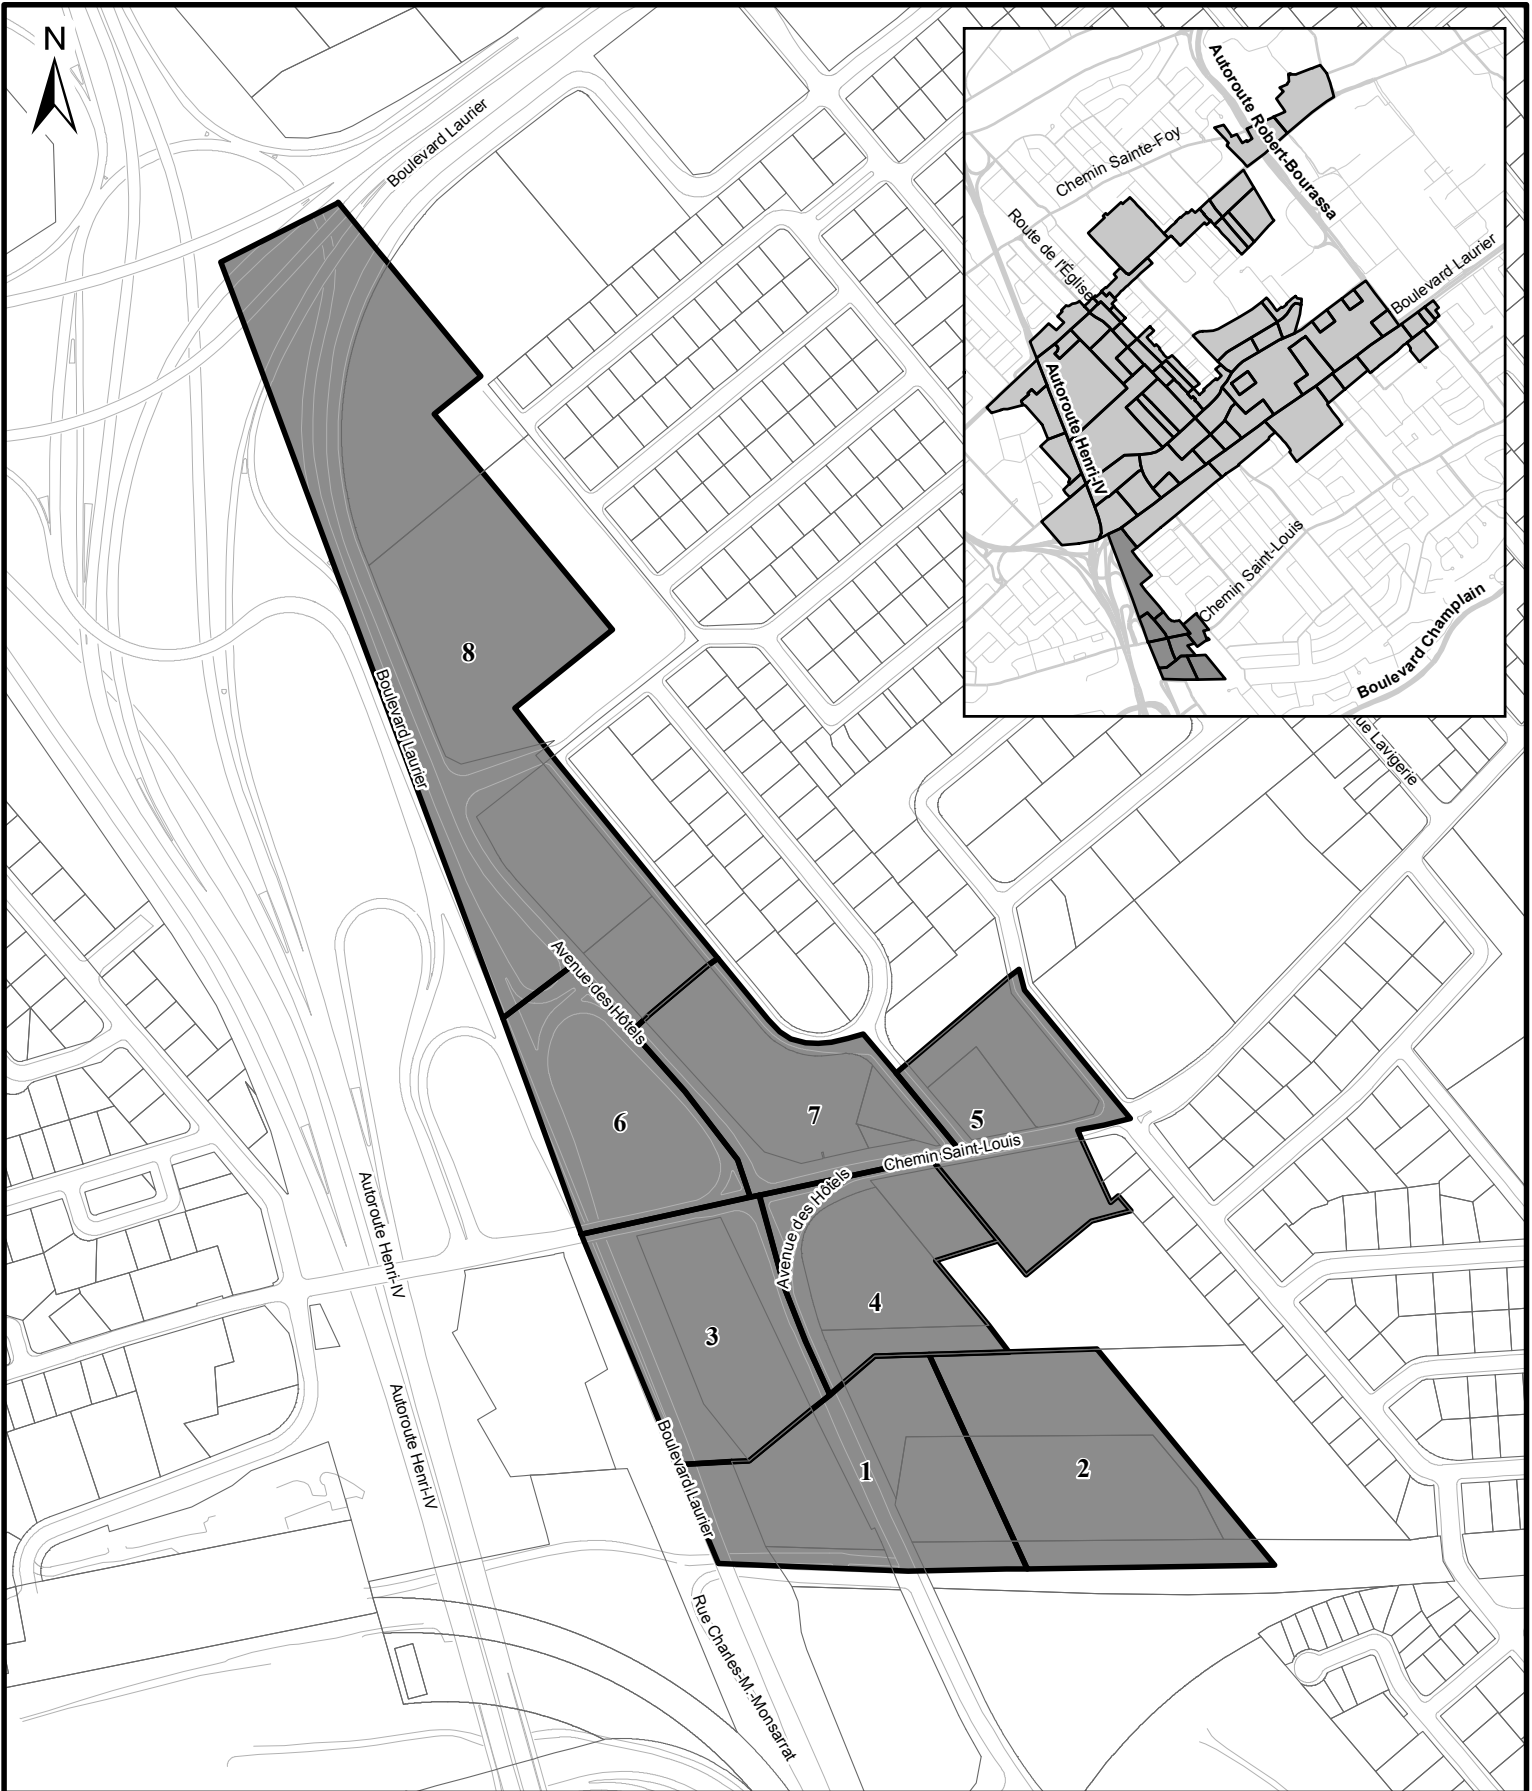 N
Boulevard Laurier
Autoroute Robert-Bourassa
Chemin Sainte-Foy
Route de l'Église
Boulevard Laurier
Autoroute Henri-IV
Chemin Saint-Louis
Boulevard Champlain
8
Boulevard Laurier
Lavigerie
Avenue des Hôtels
6
7
5
Chemin Saint-Louis
Avenue des Hôtels
Autoroute Henri-IV
4
3
Autoroute Henri-IV
Boulevard Laurier
1
2
Rue Charles-M.-Monsarrat